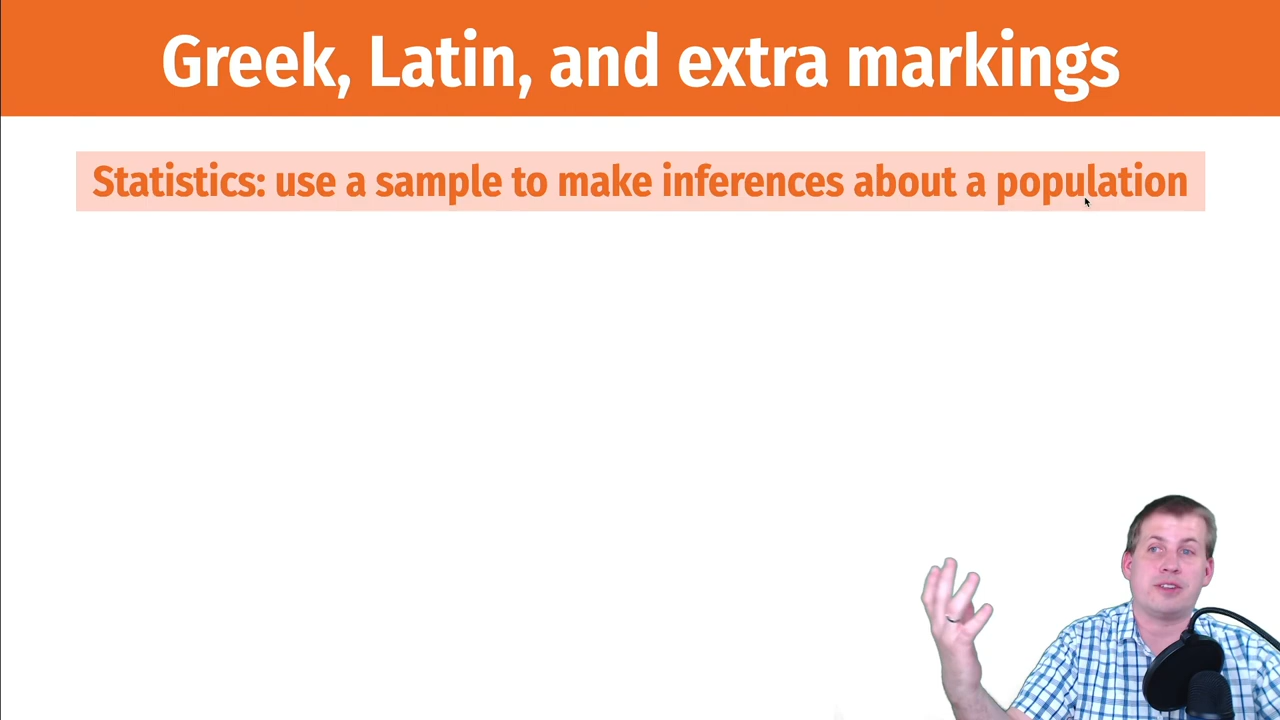 Greek, Latin, and extra markings
Statistics: use a sample to make inferences about a population